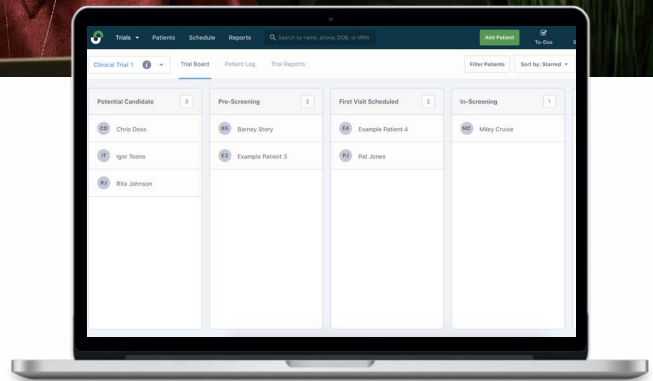 Trials Patients Schedule Reports Search by name, phone, DOB, or MRN Add Patient To-Dos S
Clinical Trial 1 i Trial Board Patient Log Trial Reports Filter Patients Sort by: Starred
Potential Candidate 3 Pre-Screening 2 First Visit Scheduled 2 In-Screening 1
CD Chris Doss BS Barney Story E4 Example Patient 4 MC Miley Cruise
IT Igor Toons E3 Example Patient 3 PJ Pat Jones
RJ Rita Johnson